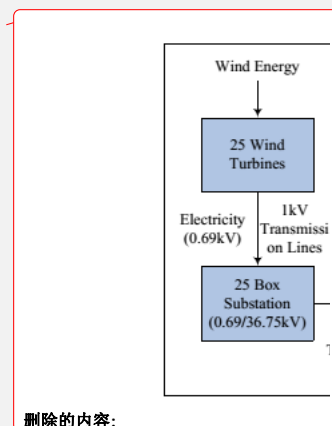 Wind Energy
25 Wind
Turbines
Electricity
(0.69kV)
1kV
Transmissi
on Lines
25 Box
Substation
(0.69/36.75kV)
T
删除的内容: